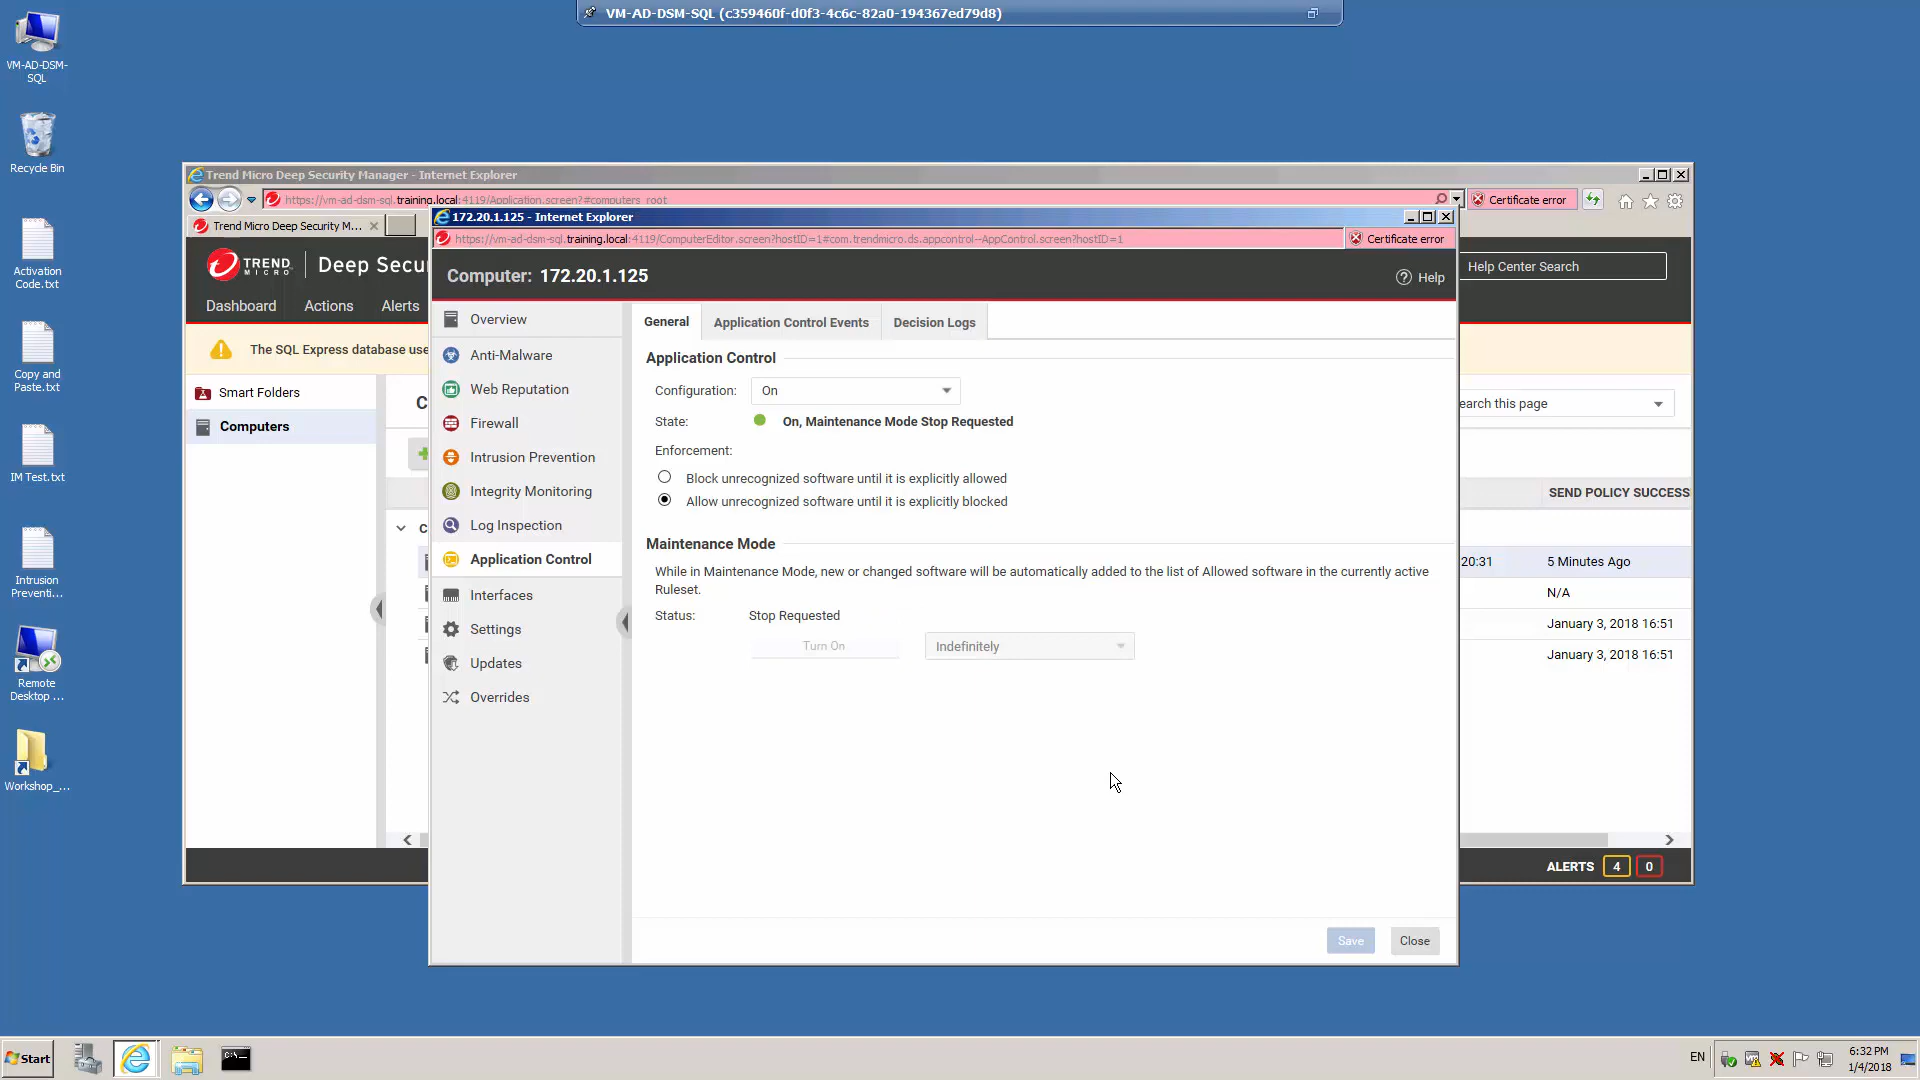 VM-AD-DSM-SQL (c359460f-d0f3-4c6c-82a0-194367ed79d8)
VM-AD-DSM-
SQL
Recycle Bin
Activation
Code.txt
Copy and
Paste.txt
IM Test.txt
Intrusion
Preventi...
Remote
Desktop ...
Workshop_...
Trend Micro Deep Security Manager - Internet Explorer
https://vm-ad-dsm-sql.training.local:4119/Application.screen?#computers_root
Certificate error
Trend Micro Deep Security M...
TREND
MICRO
Deep Secu
Help Center Search
Dashboard
Actions
Alerts
The SQL Express database use
Smart Folders
Computers
C
earch this page
SEND POLICY SUCCESS
C
20:31
5 Minutes Ago
N/A
January 3, 2018 16:51
January 3, 2018 16:51
ALERTS
4
0
172.20.1.125 - Internet Explorer
https://vm-ad-dsm-sql.training.local:4119/ComputerEditor.screen?hostID=1#com.trendmicro.ds.appcontrol--AppControl.screen?hostID=1
Certificate error
Computer: 172.20.1.125
Help
Overview
Anti-Malware
Web Reputation
Firewall
Intrusion Prevention
Integrity Monitoring
Log Inspection
Application Control
Interfaces
Settings
Updates
Overrides
General
Application Control Events
Decision Logs
Application Control
Configuration:
On
State:
On, Maintenance Mode Stop Requested
Enforcement:
Block unrecognized software until it is explicitly allowed
Allow unrecognized software until it is explicitly blocked
Maintenance Mode
While in Maintenance Mode, new or changed software will be automatically added to the list of Allowed software in the currently active
Ruleset.
Status:
Stop Requested
Turn On
Indefinitely
Save
Close
Start
EN
6:32 PM
1/4/2018